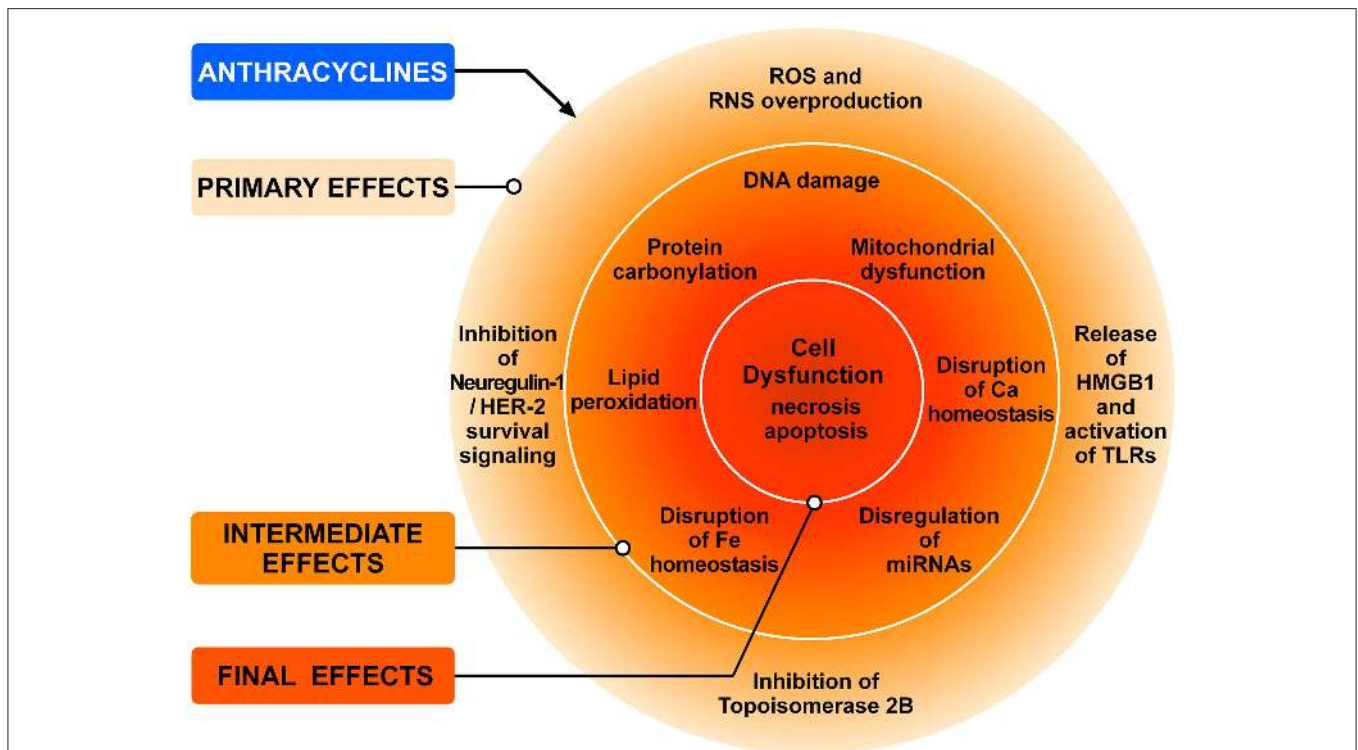 ANTHRACYCLINES
PRIMARY EFFECTS
INTERMEDIATE
EFFECTS
FINAL EFFECTS
ROS and
RNS overproduction
DNA damage
Protein
carbonylation
Mitochondrial
dysfunction
Inhibition
of
Neuregulin-1
/ HER-2
survival
signaling
Lipid
peroxidation
Cell
Dysfunction
necrosis
apoptosis
Disruption
of Ca
homeostasis
Release
of
HMGB1
and
activation
of TLRs
Disruption
of Fe
homeostasis
Disregulation
of
miRNAs
Inhibition of
Topoisomerase 2B